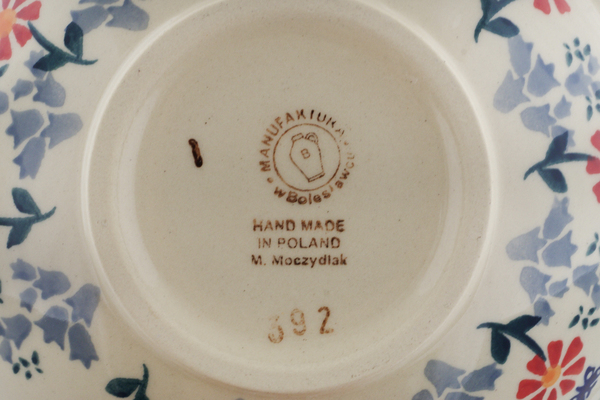 MANUFAKTURA
w Bolesławcu
B
HAND MADE
IN POLAND
M. Moczydlak
392